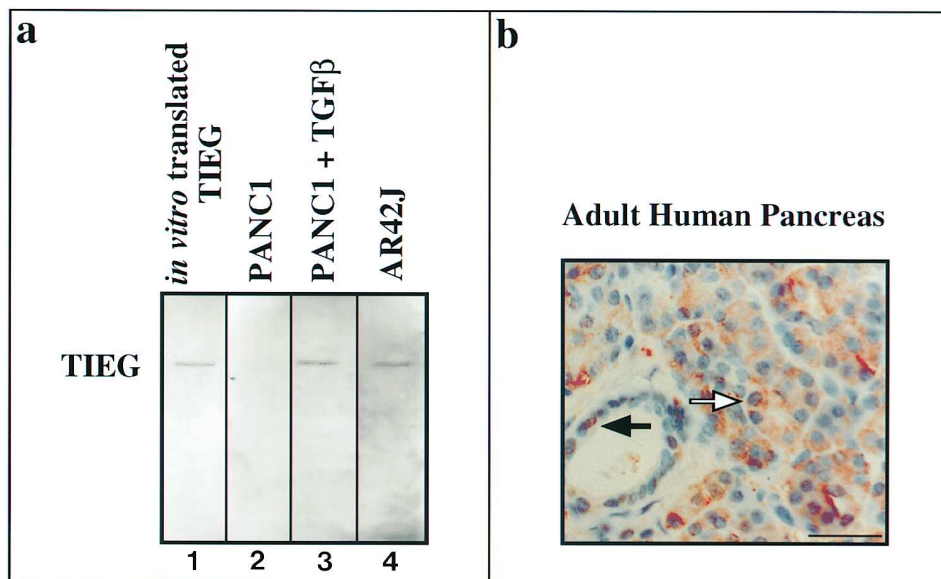 a
in vitro translated
TIEG
PANC1
PANC1 + TGFβ
AR42J
TIEG
1 2 3 4
b
Adult Human Pancreas